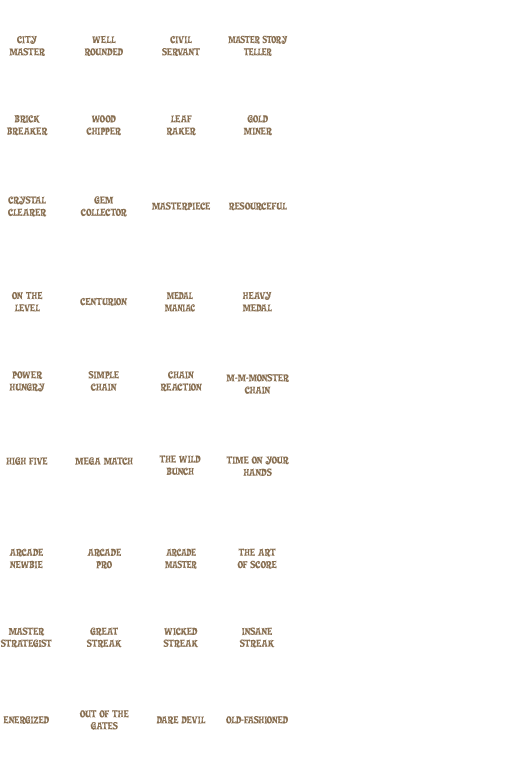 CITY
MASTER
WELL
ROUNDED
CIVIL
SERVANT
MASTER STORY
TELLER
BRICK
BREAKER
WOOD
CHIPPER
LEAF
RAKER
GOLD
MINER
CRYSTAL
CLEARER
GEM
COLLECTOR
MASTERPIECE
RESOURCEFUL
ON THE
LEVEL
CENTURION
MEDAL
MANIAC
HEAVY
MEDAL
POWER
HUNGRY
SIMPLE
CHAIN
CHAIN
REACTION
M-M-MONSTER
CHAIN
HIGH FIVE
MEGA MATCH
THE WILD
BUNCH
TIME ON YOUR
HANDS
ARCADE
NEWBIE
ARCADE
PRO
ARCADE
MASTER
THE ART
OF SCORE
MASTER
STRATEGIST
GREAT
STREAK
WICKED
STREAK
INSANE
STREAK
ENERGIZED
OUT OF THE
GATES
DARE DEVIL
OLD-FASHIONED